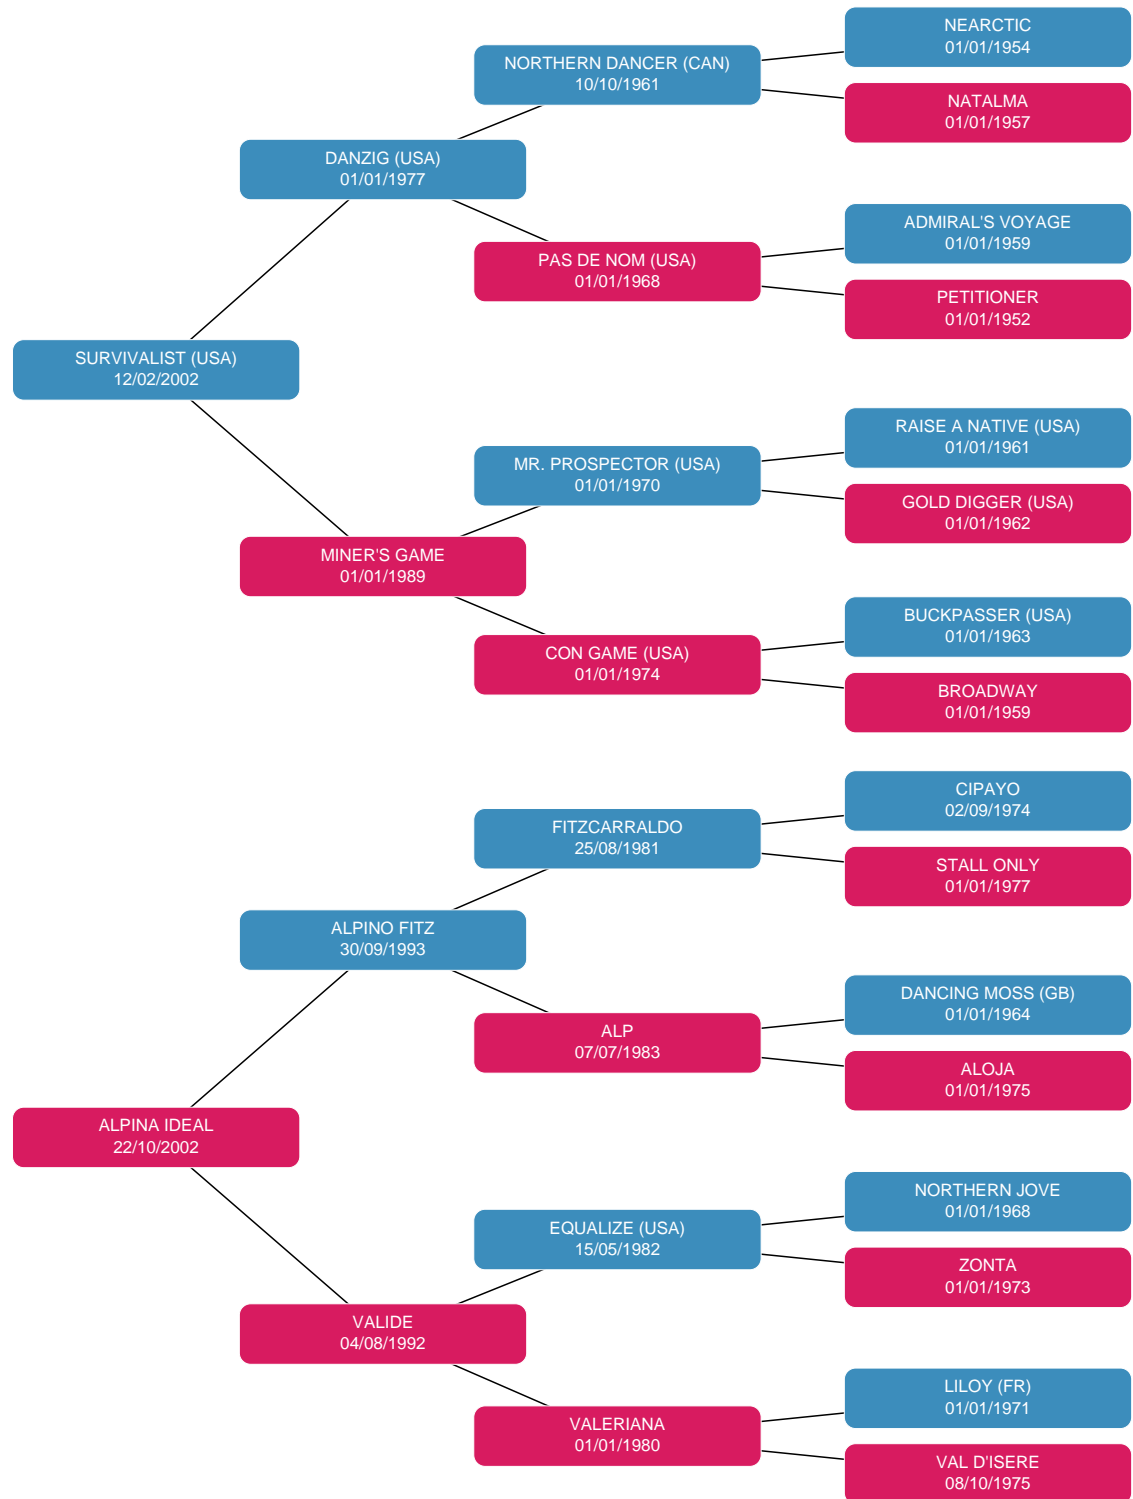 NEARCTIC
01/01/1954
NORTHERN DANCER (CAN)
10/10/1961
NATALMA
01/01/1957
DANZIG (USA)
01/01/1977
ADMIRAL'S VOYAGE
01/01/1959
PAS DE NOM (USA)
01/01/1968
PETITIONER
01/01/1952
SURVIVALIST (USA)
12/02/2002
RAISE A NATIVE (USA)
01/01/1961
MR. PROSPECTOR (USA)
01/01/1970
GOLD DIGGER (USA)
01/01/1962
MINER'S GAME
01/01/1989
BUCKPASSER (USA)
01/01/1963
CON GAME (USA)
01/01/1974
BROADWAY
01/01/1959
CIPAYO
02/09/1974
FITZCARRALDO
25/08/1981
STALL ONLY
01/01/1977
ALPINO FITZ
30/09/1993
DANCING MOSS (GB)
01/01/1964
ALP
07/07/1983
ALOJA
01/01/1975
ALPINA IDEAL
22/10/2002
NORTHERN JOVE
01/01/1968
EQUALIZE (USA)
15/05/1982
ZONTA
01/01/1973
VALIDE
04/08/1992
LILOY (FR)
01/01/1971
VALERIANA
01/01/1980
VAL D'ISERE
08/10/1975